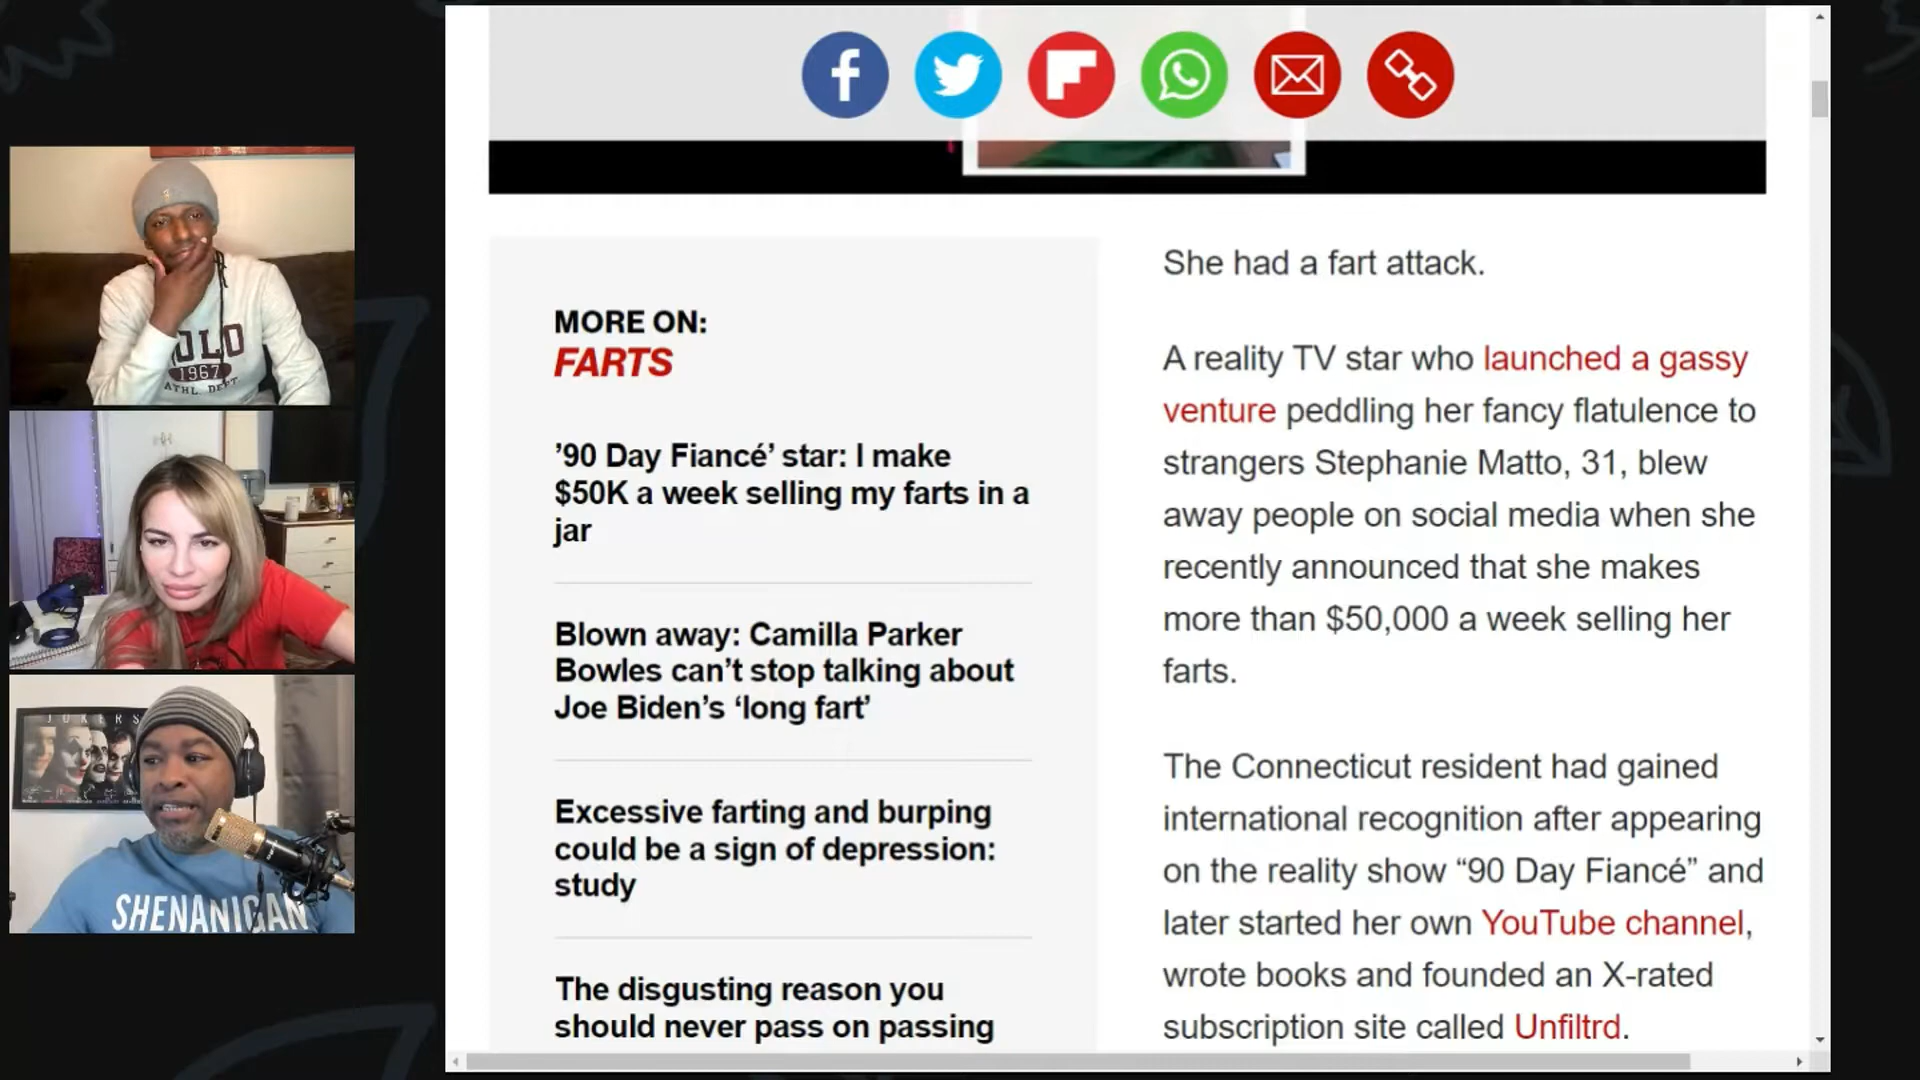 JOKERS
POLO
1967
ATHL. DEPT
SHENANIGAN
MORE ON:
FARTS
’90 Day Fiancé’ star: I make
$50K a week selling my farts in a
jar
Blown away: Camilla Parker
Bowles can’t stop talking about
Joe Biden’s ‘long fart’
Excessive farting and burping
could be a sign of depression:
study
The disgusting reason you
should never pass on passing
She had a fart attack.
A reality TV star who launched a gassy
venture peddling her fancy flatulence to
strangers Stephanie Matto, 31, blew
away people on social media when she
recently announced that she makes
more than $50,000 a week selling her
farts.
The Connecticut resident had gained
international recognition after appearing
on the reality show “90 Day Fiancé” and
later started her own YouTube channel,
wrote books and founded an X-rated
subscription site called Unfiltrd.